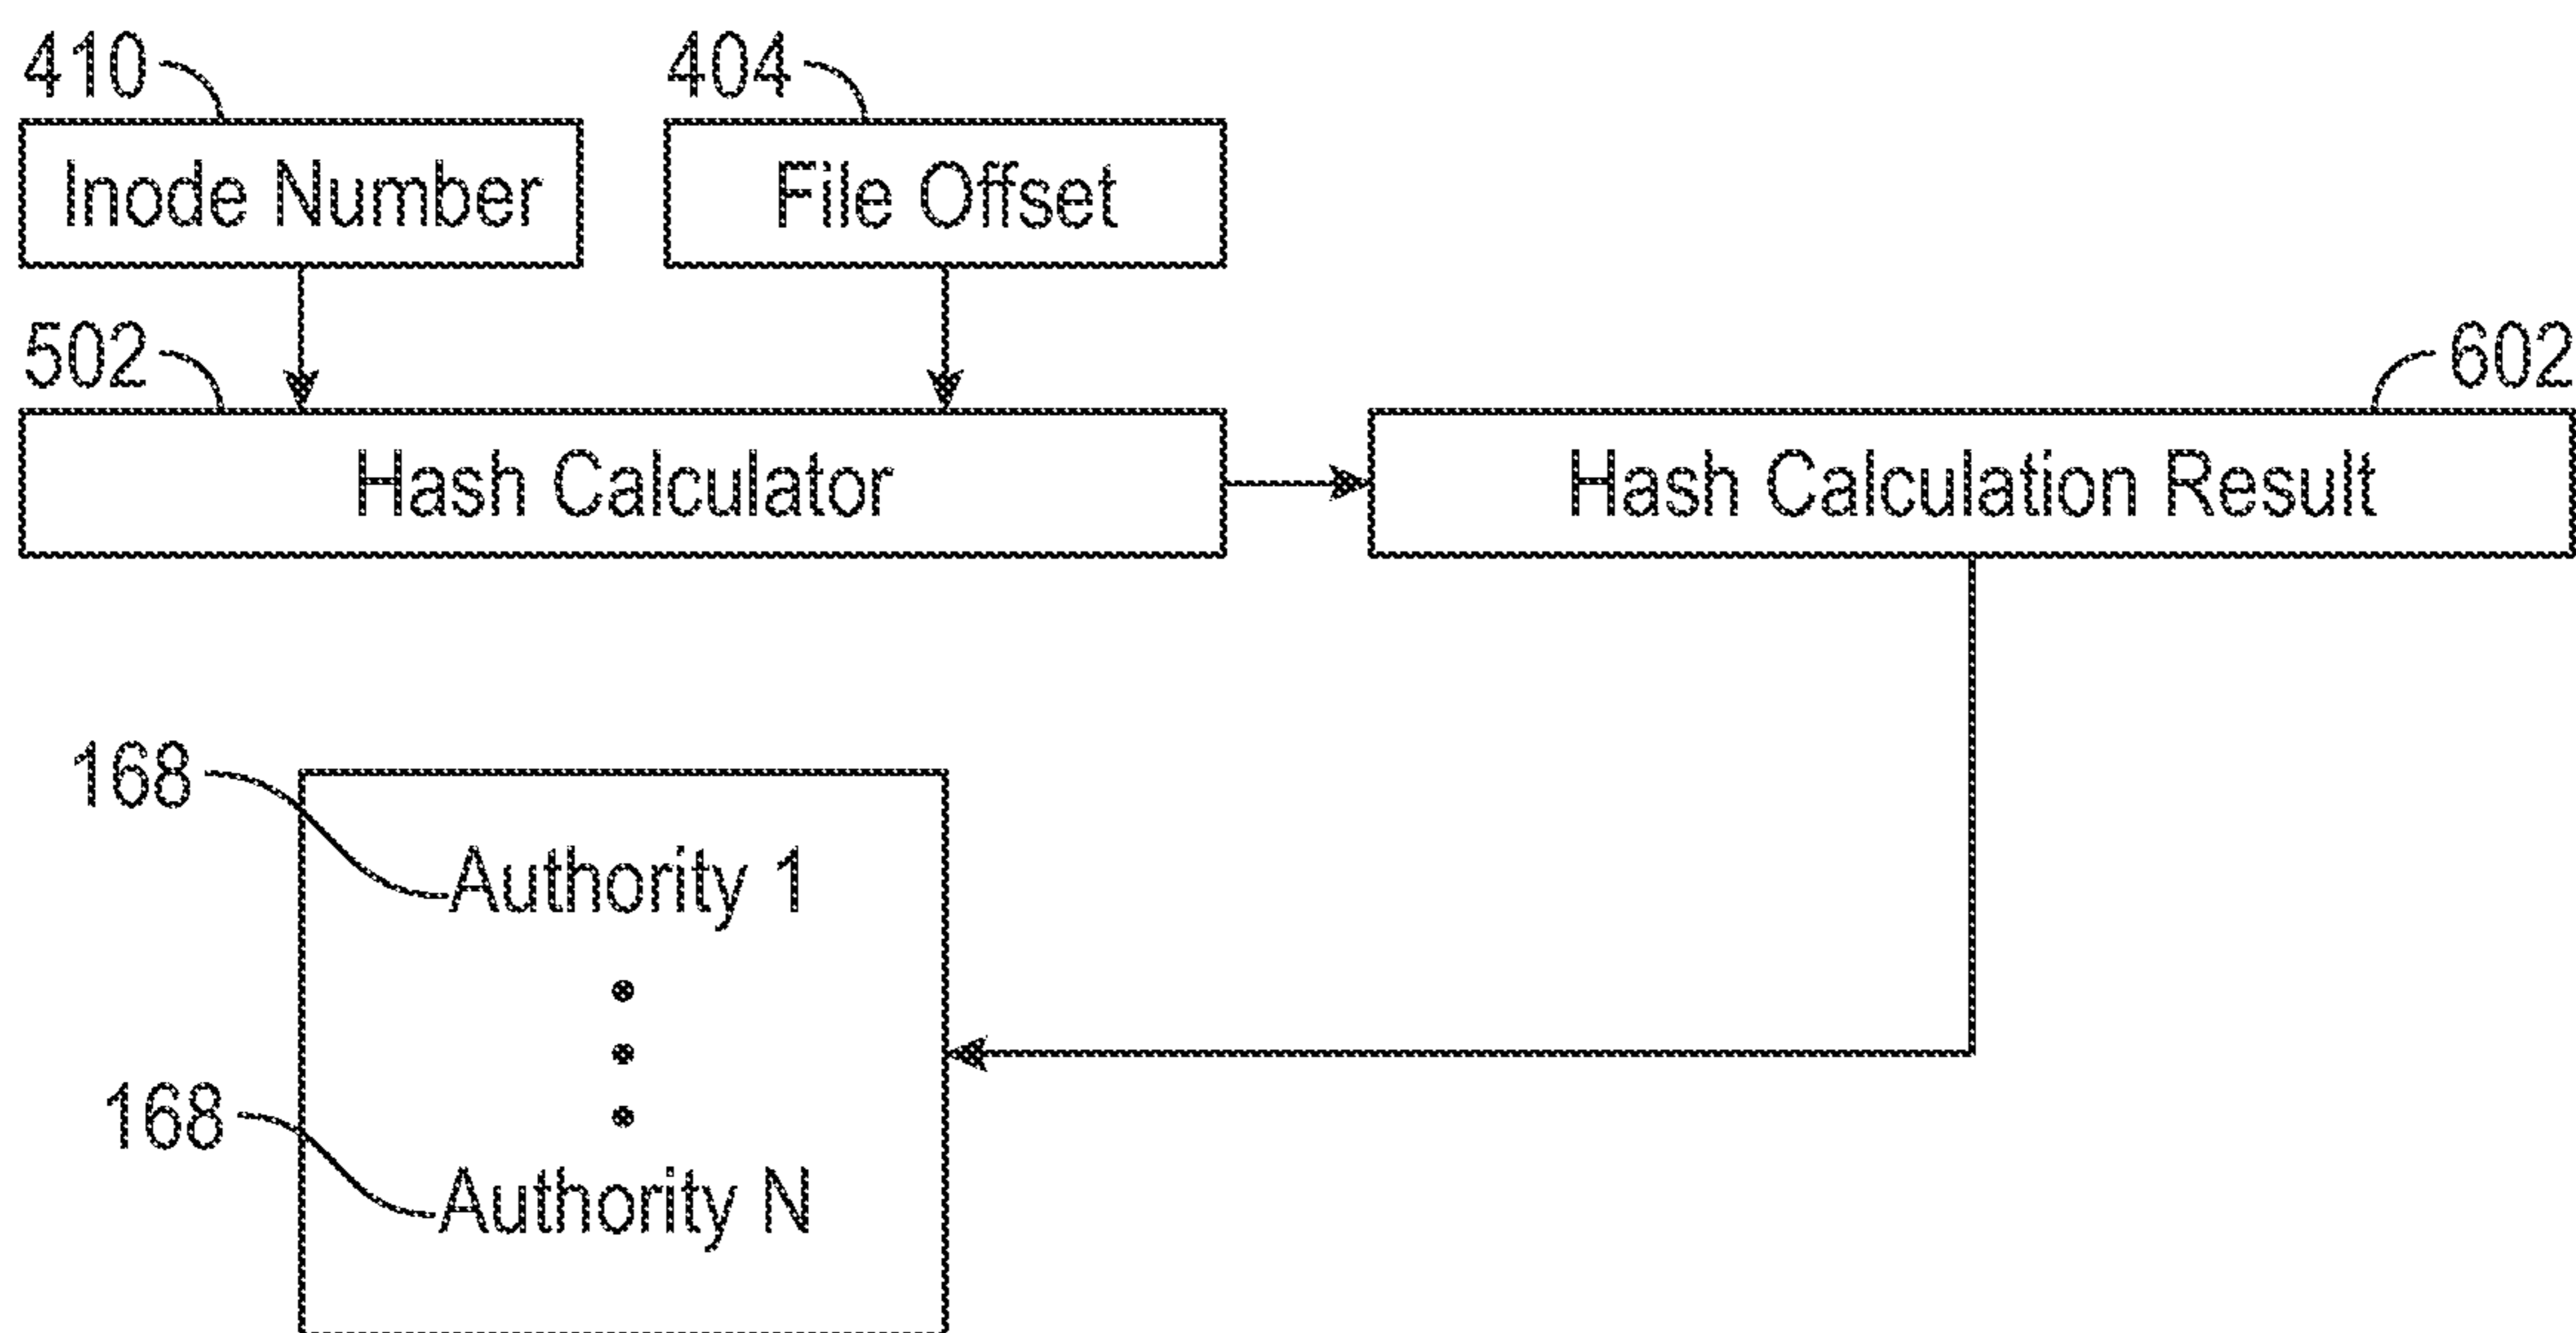 410
404
Inode Number
File Offset
502
602
Hash Calculator
Hash Calculation Result
168
Authority 1
168
Authority N